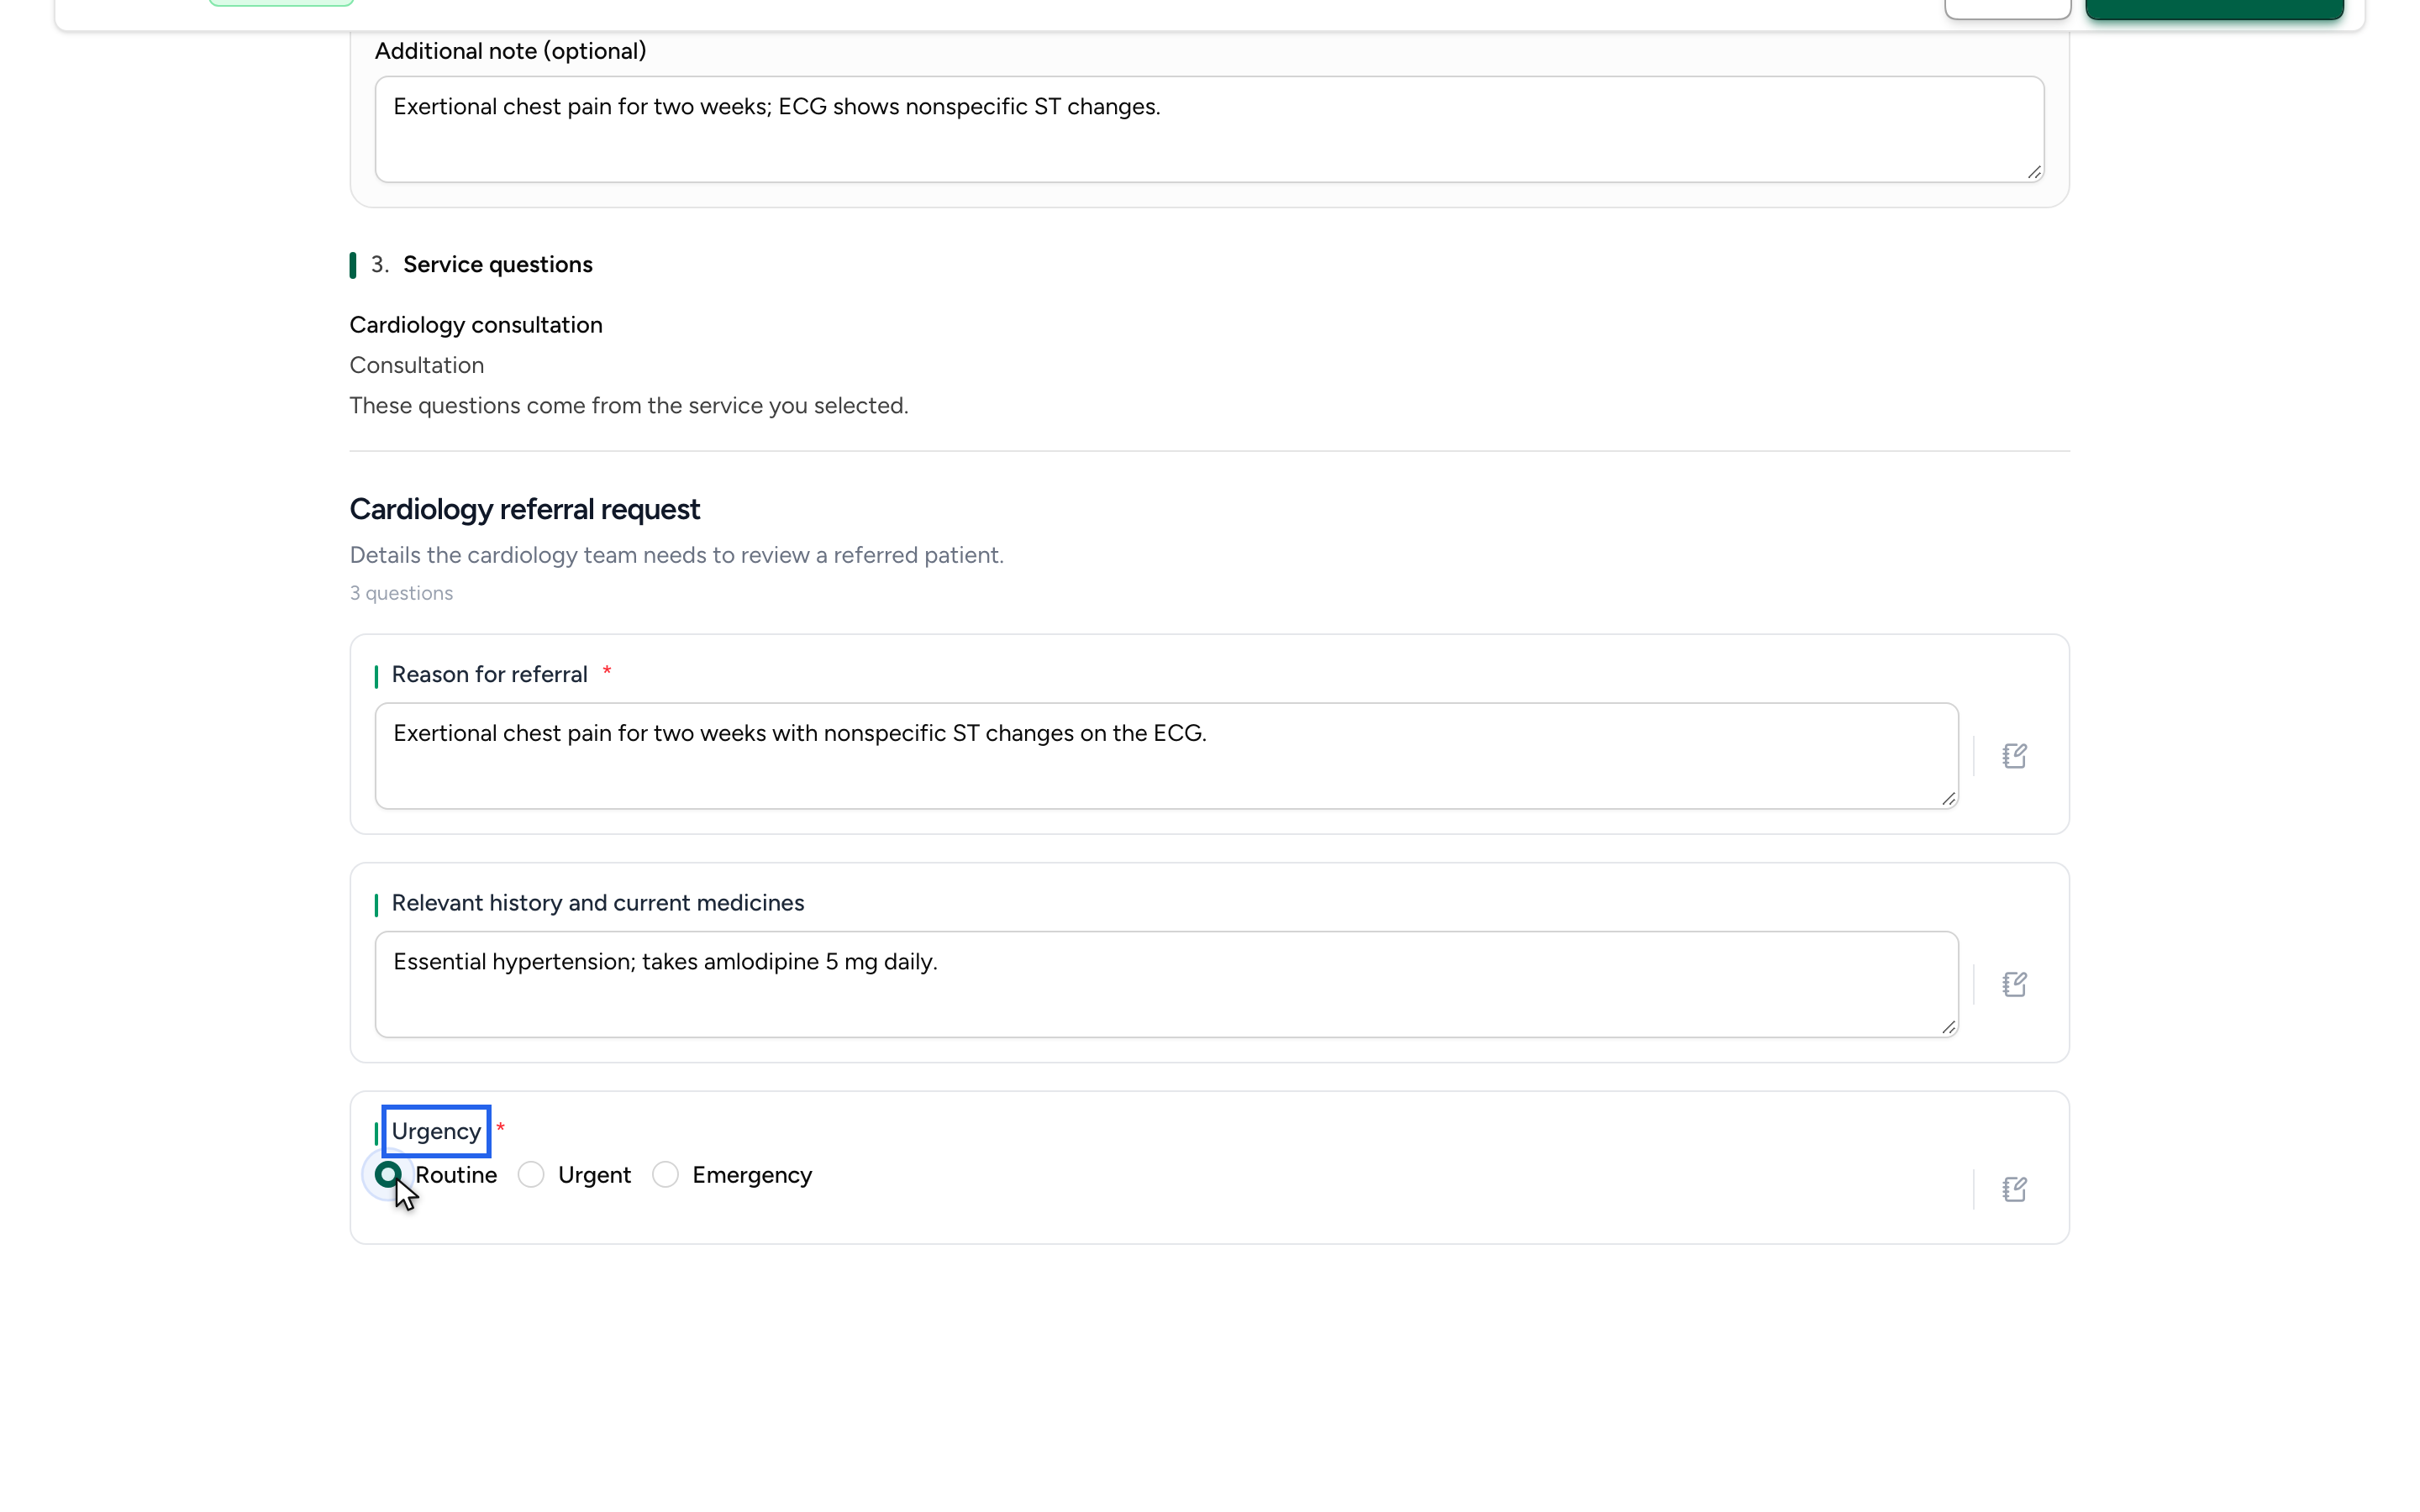 Additional note (optional)
Exertional chest pain for two weeks; ECG shows nonspecific ST changes.
3. Service questions
Cardiology consultation
Consultation
These questions come from the service you selected.
Cardiology referral request
Details the cardiology team needs to review a referred patient.
3 questions
Reason for referral *
Exertional chest pain for two weeks with nonspecific ST changes on the ECG.
Relevant history and current medicines
Essential hypertension; takes amlodipine 5 mg daily.
Urgency *
Routine Urgent Emergency